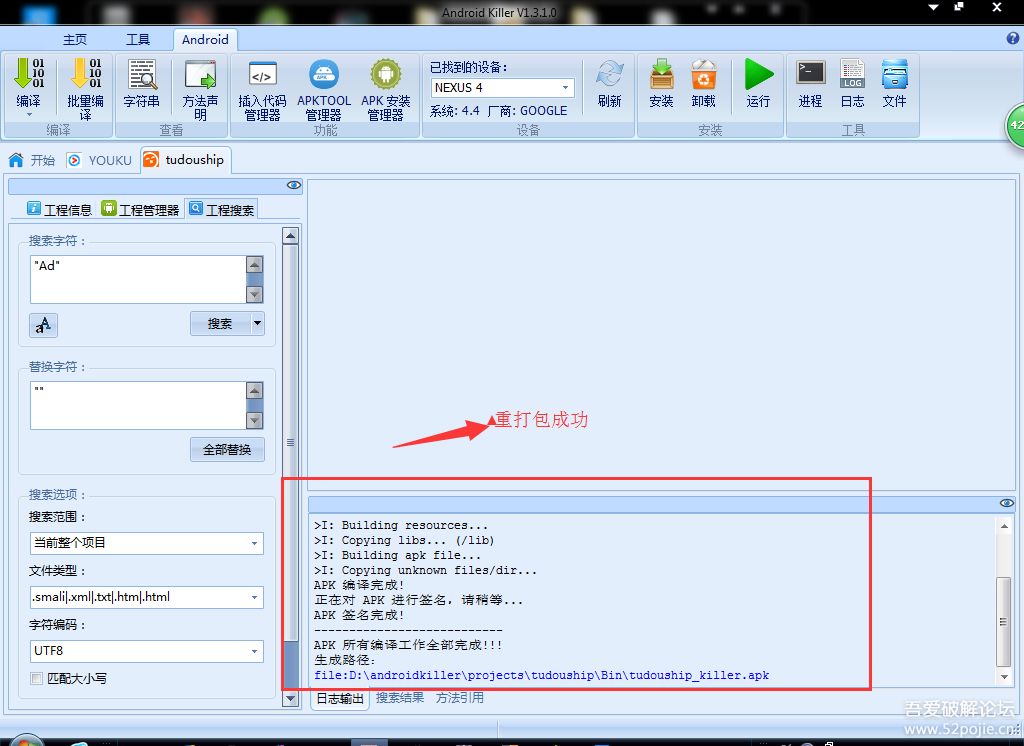 Android Killer V1.3.1.0
主页 工具 Android
编译 批量编译 字符串 方法声明 插入代码管理器 APKTOOL管理器 APK 安装管理器
已找到的设备：
NEXUS 4
系统: 4.4 厂商: GOOGLE
刷新 安装 卸载 运行 进程 日志 文件
LOG
编译 查看 功能 设备 安装 工具
42
开始 YOUKU tudouship
工程信息 工程管理器 工程搜索
搜索字符：
"Ad"
搜索
替换字符：
""
全部替换
搜索选项：
搜索范围：
当前整个项目
文件类型：
.smali|.xml|.txt|.htm|.html
字符编码：
UTF8
匹配大小写
重打包成功
>I: Building resources...
>I: Copying libs... (/lib)
>I: Building apk file...
>I: Copying unknown files/dir...
APK 编译完成!
正在对 APK 进行签名，请稍等...
APK 签名完成!
---------------------------
APK 所有编译工作全部完成!!!
生成路径：
file:D:\androidkiller\projects\tudouship\Bin\tudouship_killer.apk
日志输出 搜索结果 方法引用
吾爱破解论坛
www.52pojie.cn